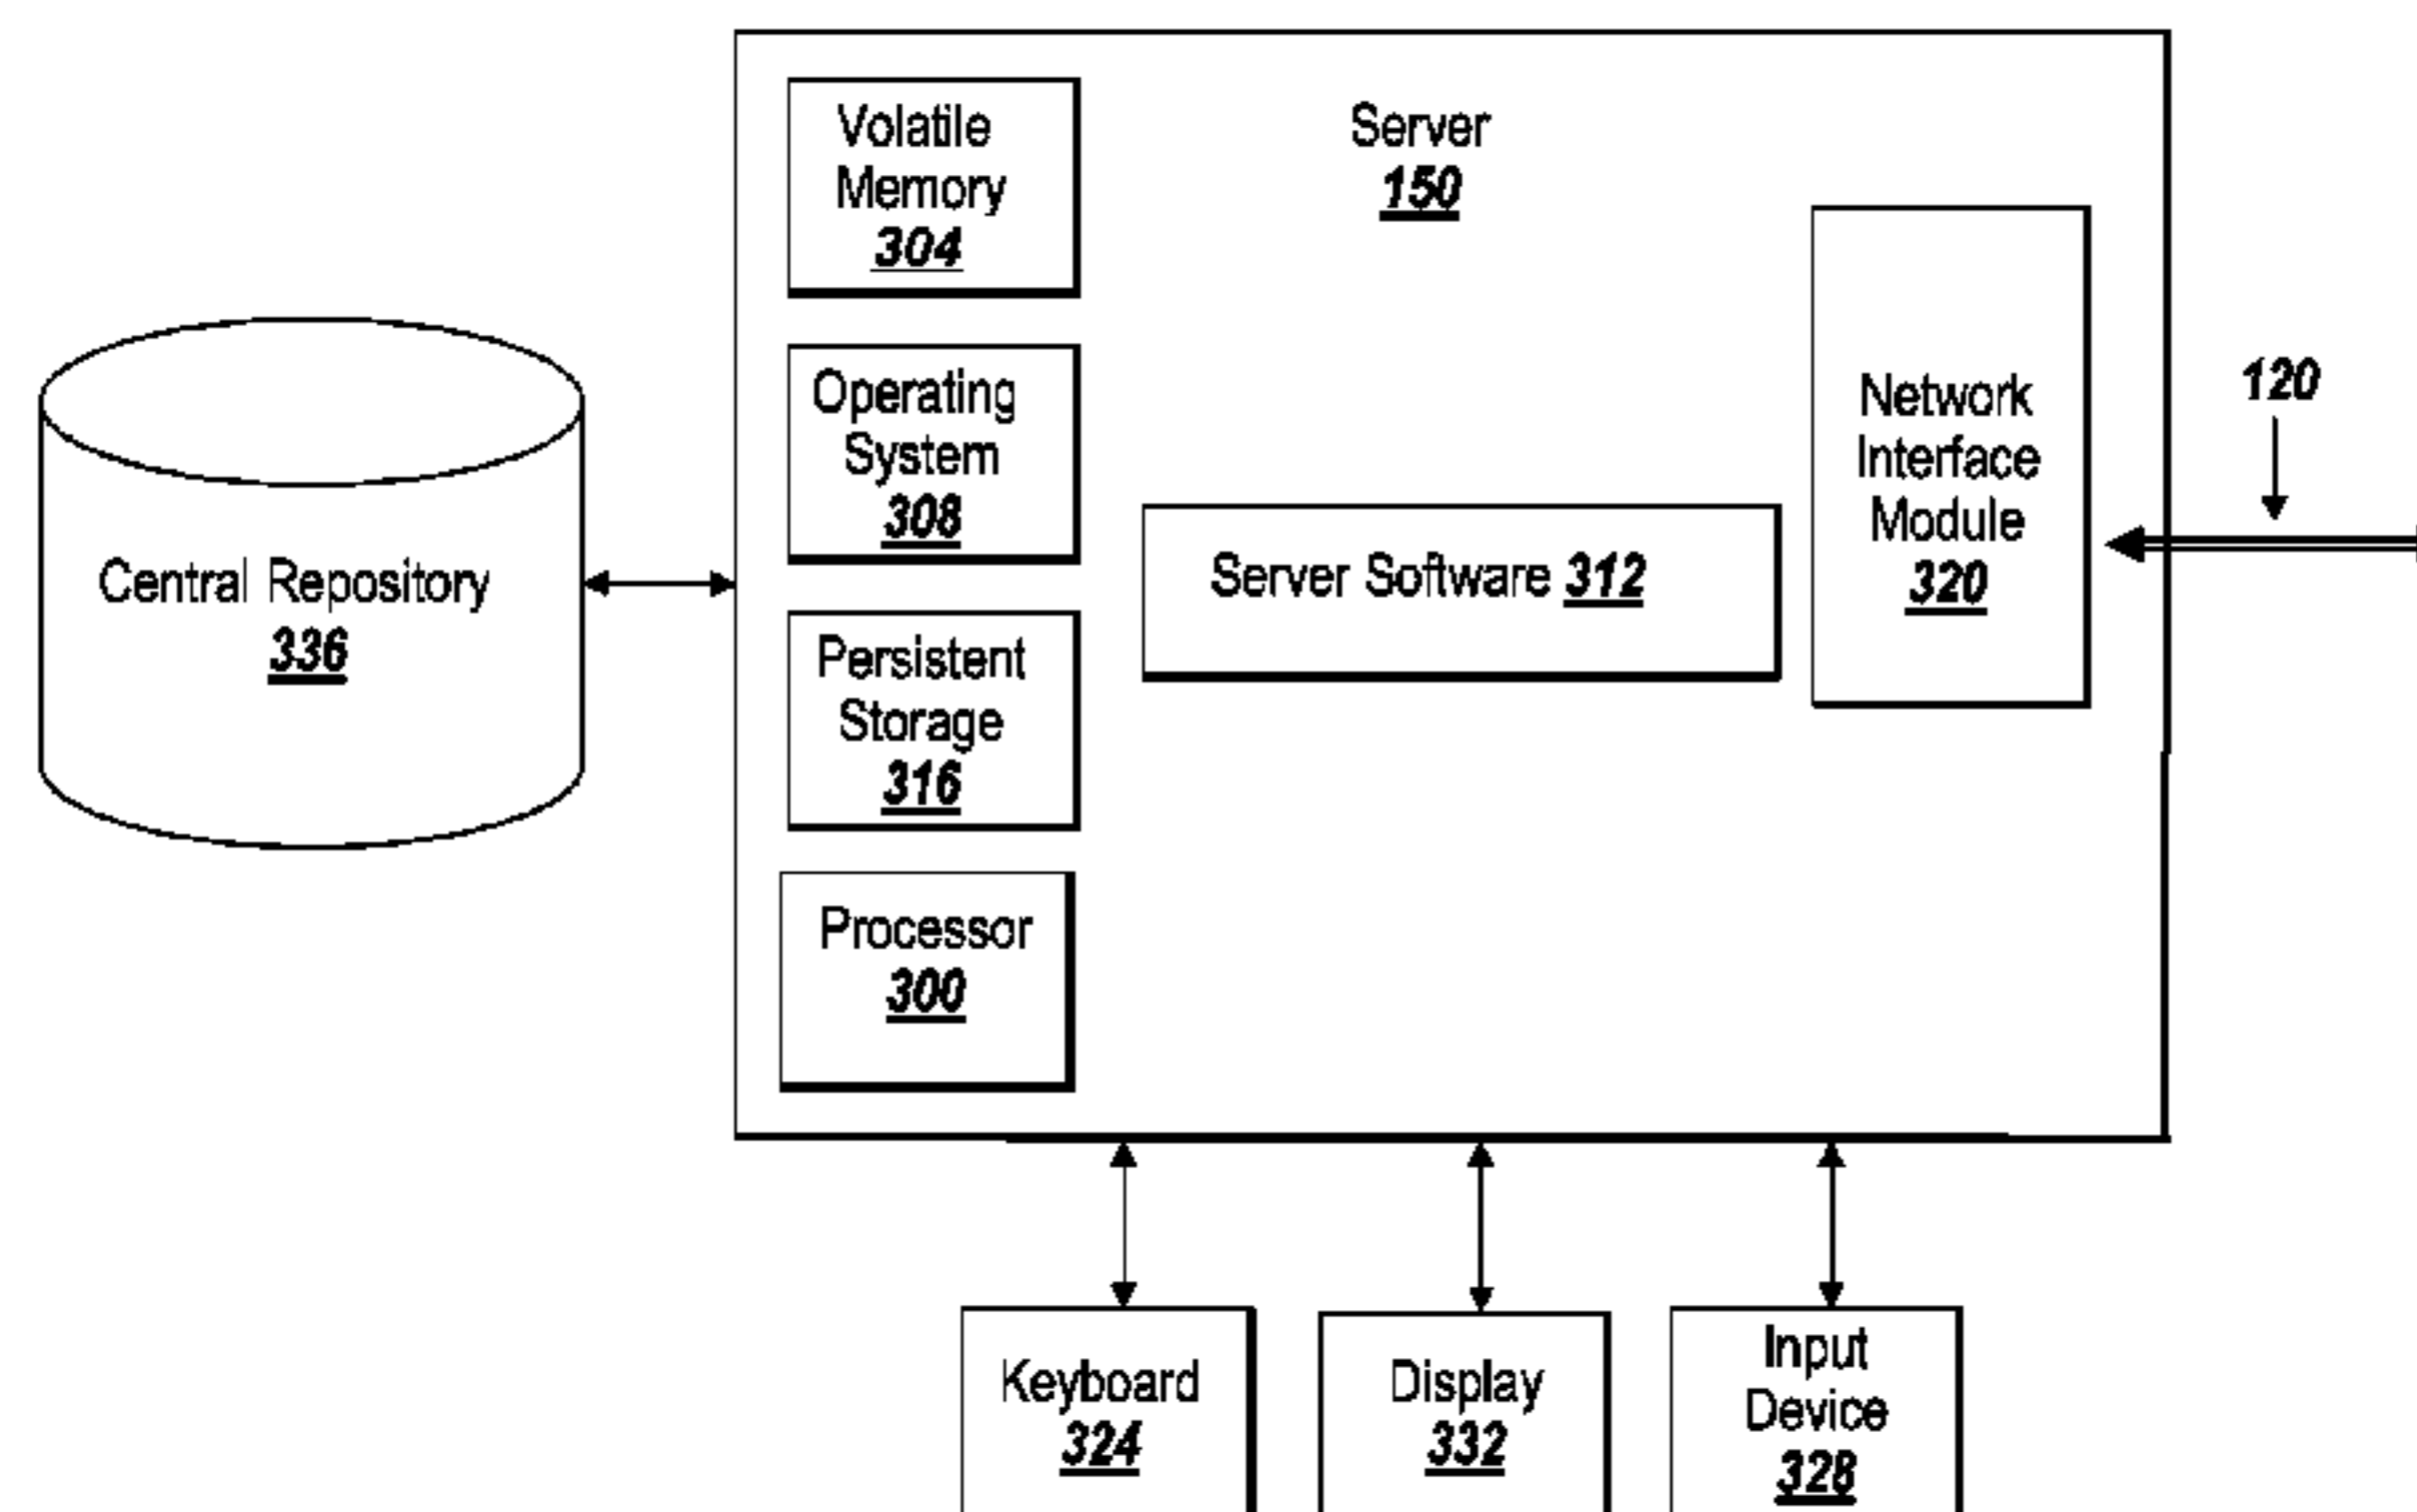 Volatile
Memory
304
Server
150
Operating
System
308
Network
Interface
Module
320
120
Central Repository
336
Server Software 312
Persistent
Storage
316
Processor
300
Keyboard
324
Display
332
Input
Device
328